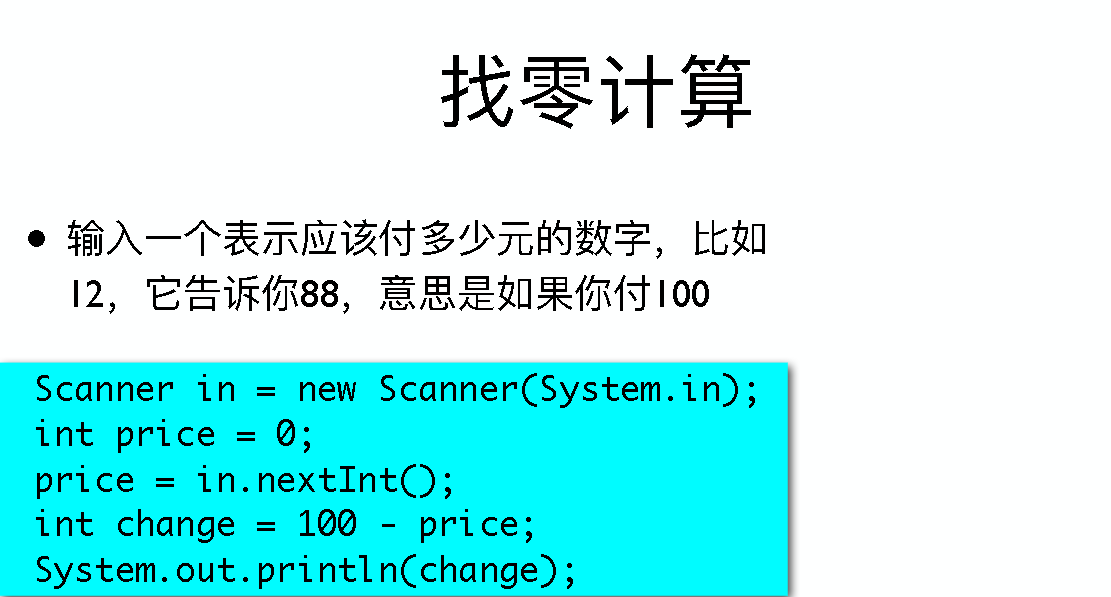 找零计算
• 输入一个表示应该付多少元的数字，比如
12，它告诉你88，意思是如果你付100
Scanner in = new Scanner(System.in);
int price = 0;
price = in.nextInt();
int change = 100 - price;
System.out.println(change);